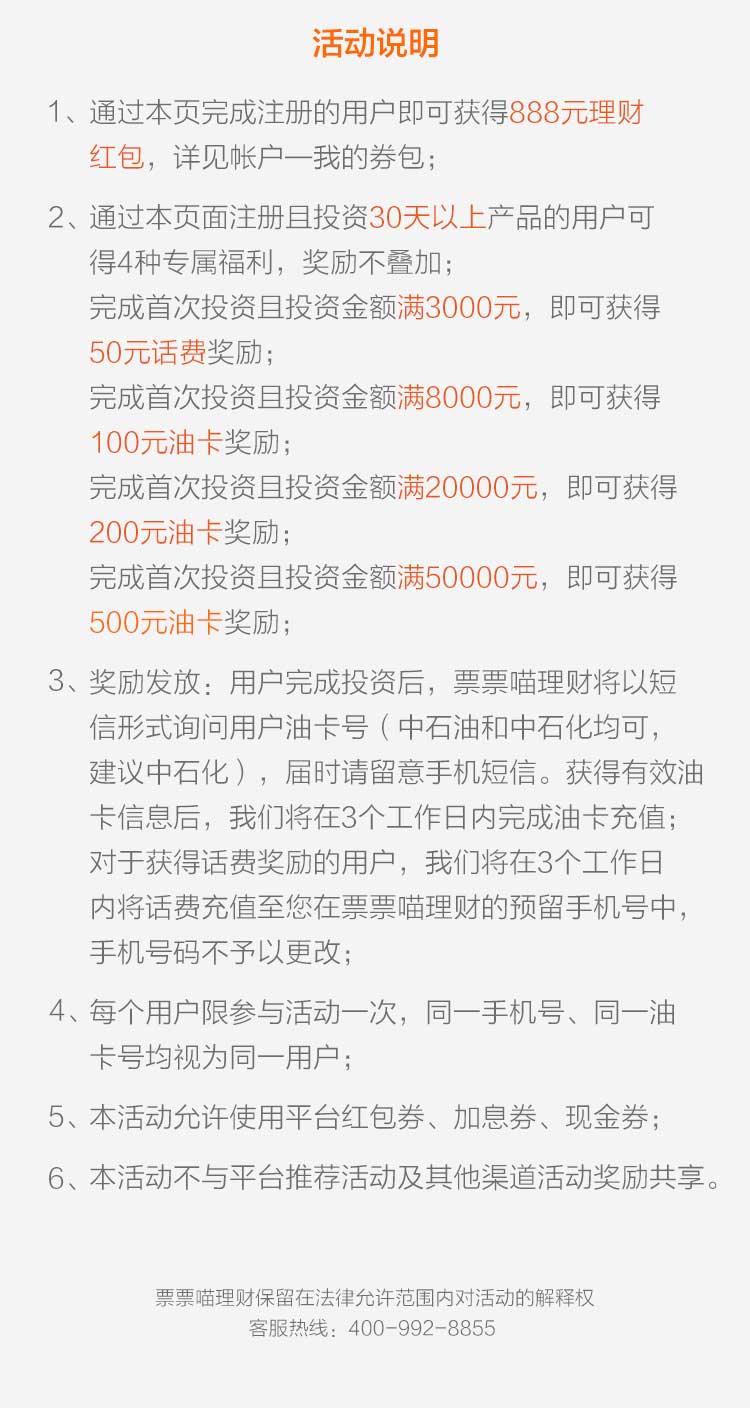 活动说明
1、通过本页完成注册的用户即可获得888元理财
红包，详见帐户—我的券包；
2、通过本页面注册且投资30天以上产品的用户可
得4种专属福利，奖励不叠加；
完成首次投资且投资金额满3000元，即可获得
50元话费奖励；
完成首次投资且投资金额满8000元，即可获得
100元油卡奖励；
完成首次投资且投资金额满20000元，即可获得
200元油卡奖励；
完成首次投资且投资金额满50000元，即可获得
500元油卡奖励；
3、奖励发放：用户完成投资后，票票喵理财将以短
信形式询问用户油卡号（中石油和中石化均可，
建议中石化），届时请留意手机短信。获得有效油
卡信息后，我们将在3个工作日内完成油卡充值；
对于获得话费奖励的用户，我们将在3个工作日
内将话费充值至您在票票喵理财的预留手机号中，
手机号码不予以更改；
4、每个用户限参与活动一次，同一手机号、同一油
卡号均视为同一用户；
5、本活动允许使用平台红包券、加息券、现金券；
6、本活动不与平台推荐活动及其他渠道活动奖励共享。
票票喵理财保留在法律允许范围内对活动的解释权
客服热线：400-992-8855